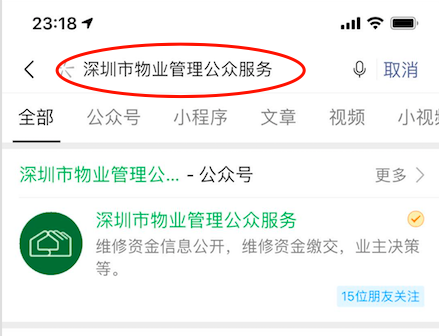 23:18
深圳市物业管理公众服务 取消
全部 公众号 小程序 文章 视频 小视
深圳市物业管理公... - 公众号 更多
深圳市物业管理公众服务
维修资金信息公开，维修资金缴交，业主决策
等。
15位朋友关注